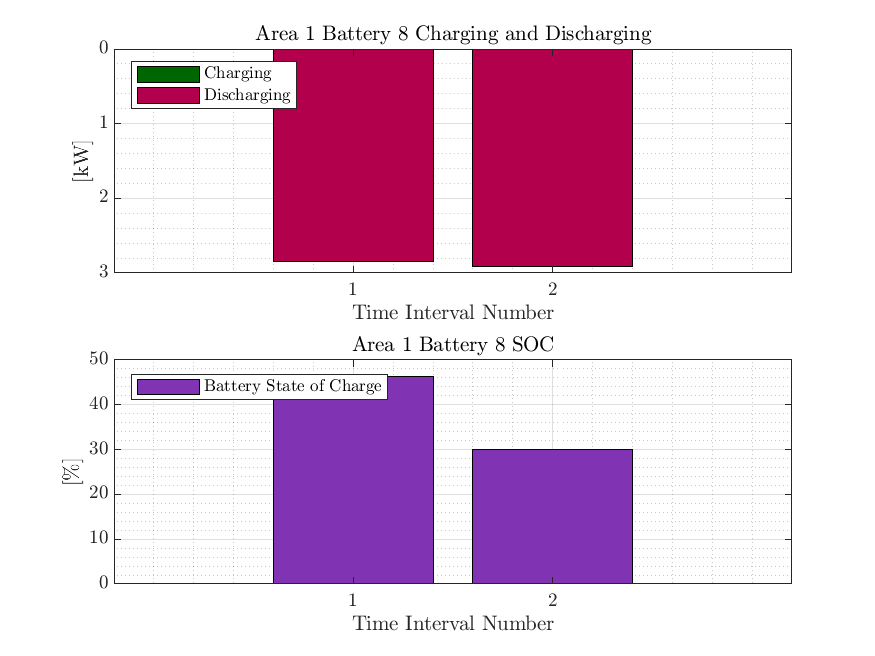 Area 1 Battery 8 Charging and Discharging
0
1
2
3
[kW]
Charging
Discharging
1 2
Time Interval Number
Area 1 Battery 8 SOC
50
40
30
20
10
0
[%]
Battery State of Charge
1 2
Time Interval Number